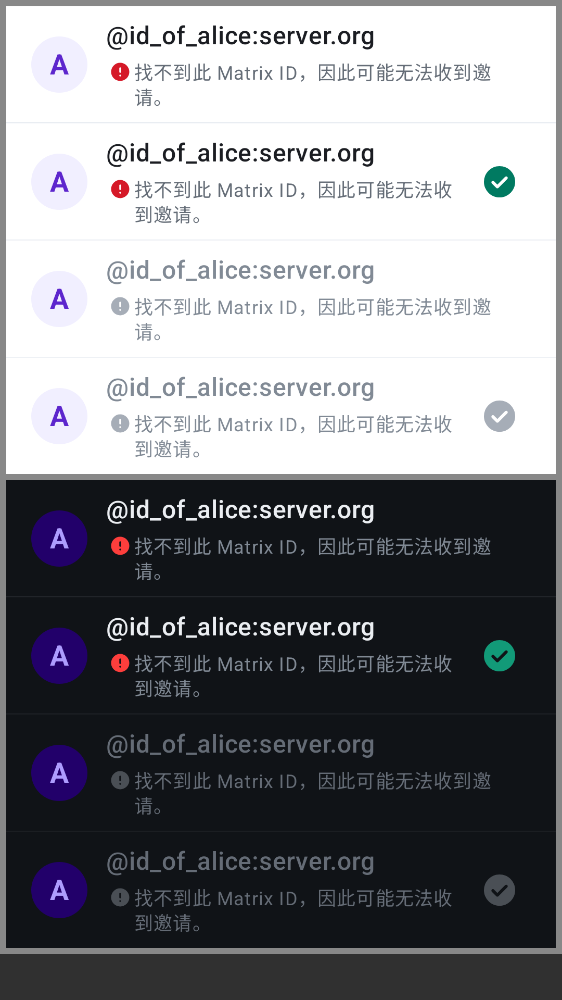 A
@id_of_alice:server.org
找不到此 Matrix ID，因此可能无法收到邀
请。
A
@id_of_alice:server.org
找不到此 Matrix ID，因此可能无法收
到邀请。
A
@id_of_alice:server.org
找不到此 Matrix ID，因此可能无法收到邀
请。
A
@id_of_alice:server.org
找不到此 Matrix ID，因此可能无法收
到邀请。
A
@id_of_alice:server.org
找不到此 Matrix ID，因此可能无法收到邀
请。
A
@id_of_alice:server.org
找不到此 Matrix ID，因此可能无法收
到邀请。
A
@id_of_alice:server.org
找不到此 Matrix ID，因此可能无法收到邀
请。
A
@id_of_alice:server.org
找不到此 Matrix ID，因此可能无法收
到邀请。